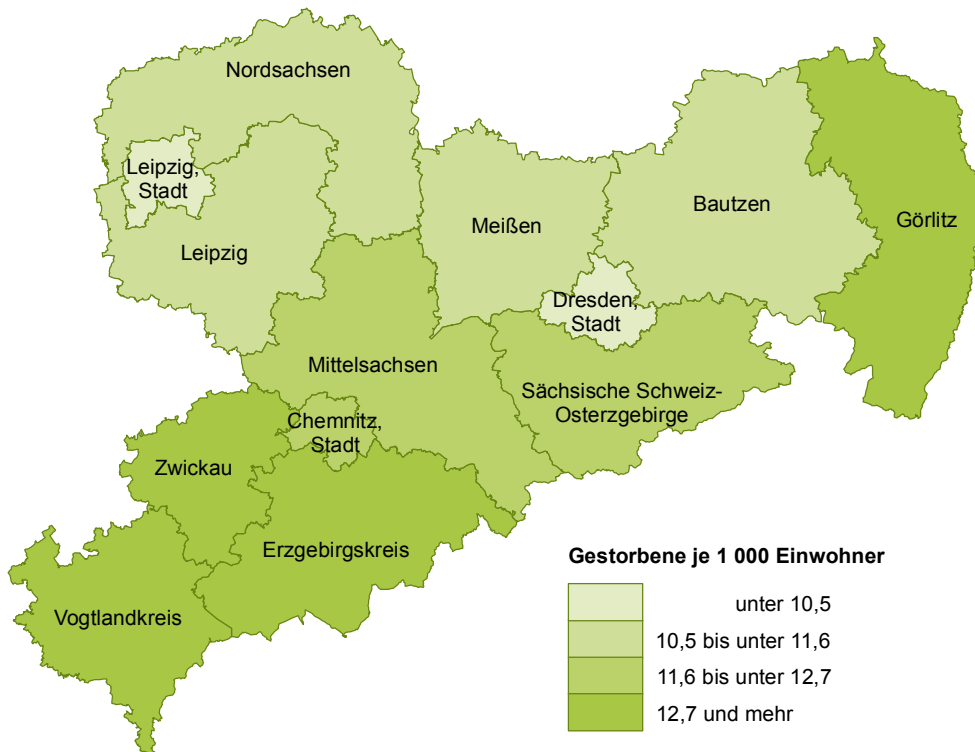 Nordsachsen
Leipzig,
Stadt
Leipzig
Meißen
Bautzen
Görlitz
Dresden,
Stadt
Mittelsachsen
Sächsische Schweiz-
Osterzgebirge
Chemnitz,
Stadt
Zwickau
Erzgebirgskreis
Vogtlandkreis
Gestorbene je 1 000 Einwohner
unter 10,5
10,5 bis unter 11,6
11,6 bis unter 12,7
12,7 und mehr